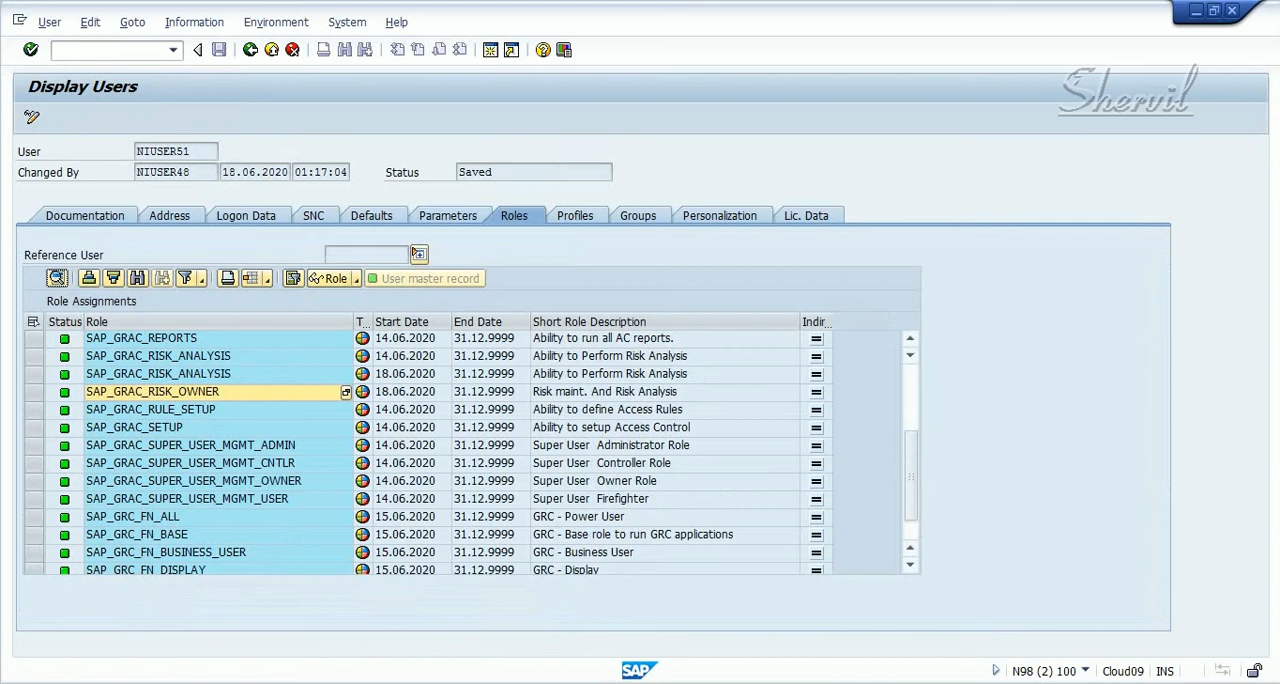 User Edit Goto Information Environment System Help
Display Users
Shervil
User NIUSER51
Changed By NIUSER48 18.06.2020 01:17:04 Status Saved
Documentation Address Logon Data SNC Defaults Parameters Roles Profiles Groups Personalization Lic. Data
Reference User
Role User master record
Role Assignments
Status Role T... Start Date End Date Short Role Description Indir...
SAP_GRAC_REPORTS 14.06.2020 31.12.9999 Ability to run all AC reports.
SAP_GRAC_RISK_ANALYSIS 14.06.2020 31.12.9999 Ability to Perform Risk Analysis
SAP_GRAC_RISK_ANALYSIS 18.06.2020 31.12.9999 Ability to Perform Risk Analysis
SAP_GRAC_RISK_OWNER 18.06.2020 31.12.9999 Risk maint. And Risk Analysis
SAP_GRAC_RULE_SETUP 14.06.2020 31.12.9999 Ability to define Access Rules
SAP_GRAC_SETUP 14.06.2020 31.12.9999 Ability to setup Access Control
SAP_GRAC_SUPER_USER_MGMT_ADMIN 14.06.2020 31.12.9999 Super User Administrator Role
SAP_GRAC_SUPER_USER_MGMT_CNTLR 14.06.2020 31.12.9999 Super User Controller Role
SAP_GRAC_SUPER_USER_MGMT_OWNER 14.06.2020 31.12.9999 Super User Owner Role
SAP_GRAC_SUPER_USER_MGMT_USER 14.06.2020 31.12.9999 Super User Firefighter
SAP_GRC_FN_ALL 15.06.2020 31.12.9999 GRC - Power User
SAP_GRC_FN_BASE 15.06.2020 31.12.9999 GRC - Base role to run GRC applications
SAP_GRC_FN_BUSINESS_USER 15.06.2020 31.12.9999 GRC - Business User
SAP_GRC_FN_DISPLAY 15.06.2020 31.12.9999 GRC - Display
SAP N98 (2) 100 Cloud09 INS